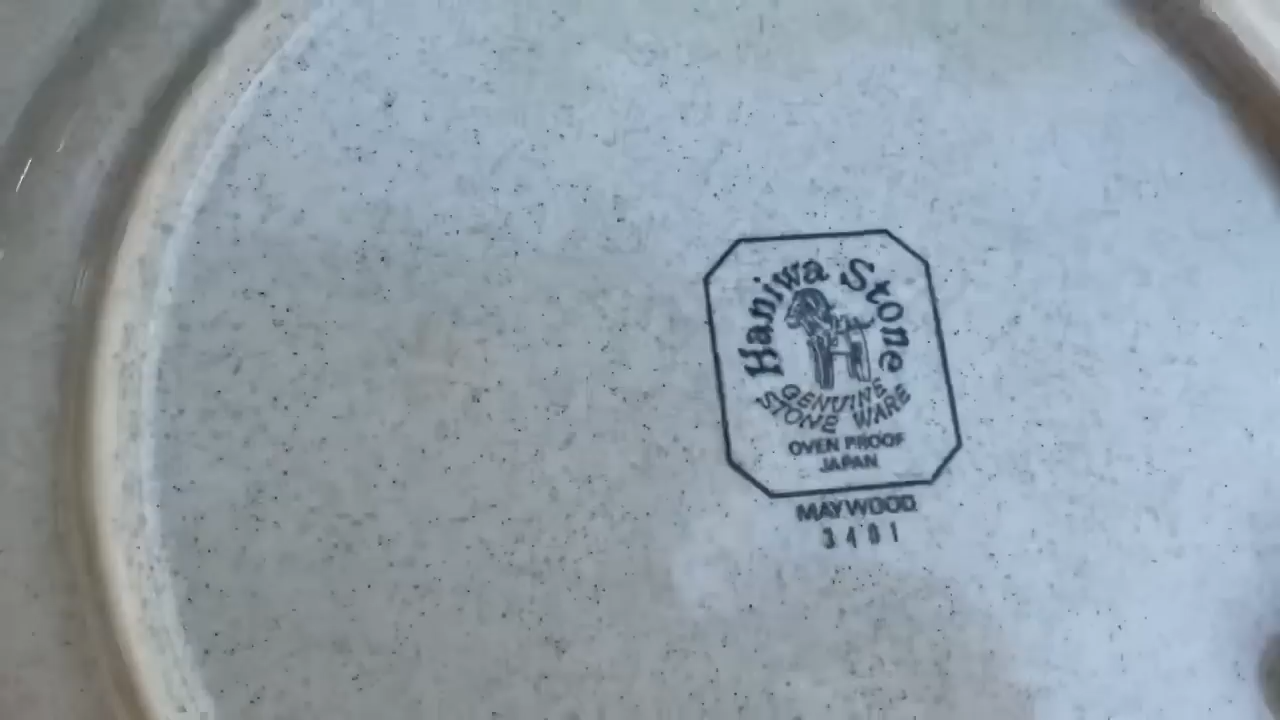 Haniwa Stone
GENUINE
STONE WARE
OVEN PROOF
JAPAN
MAYWOOD
3401